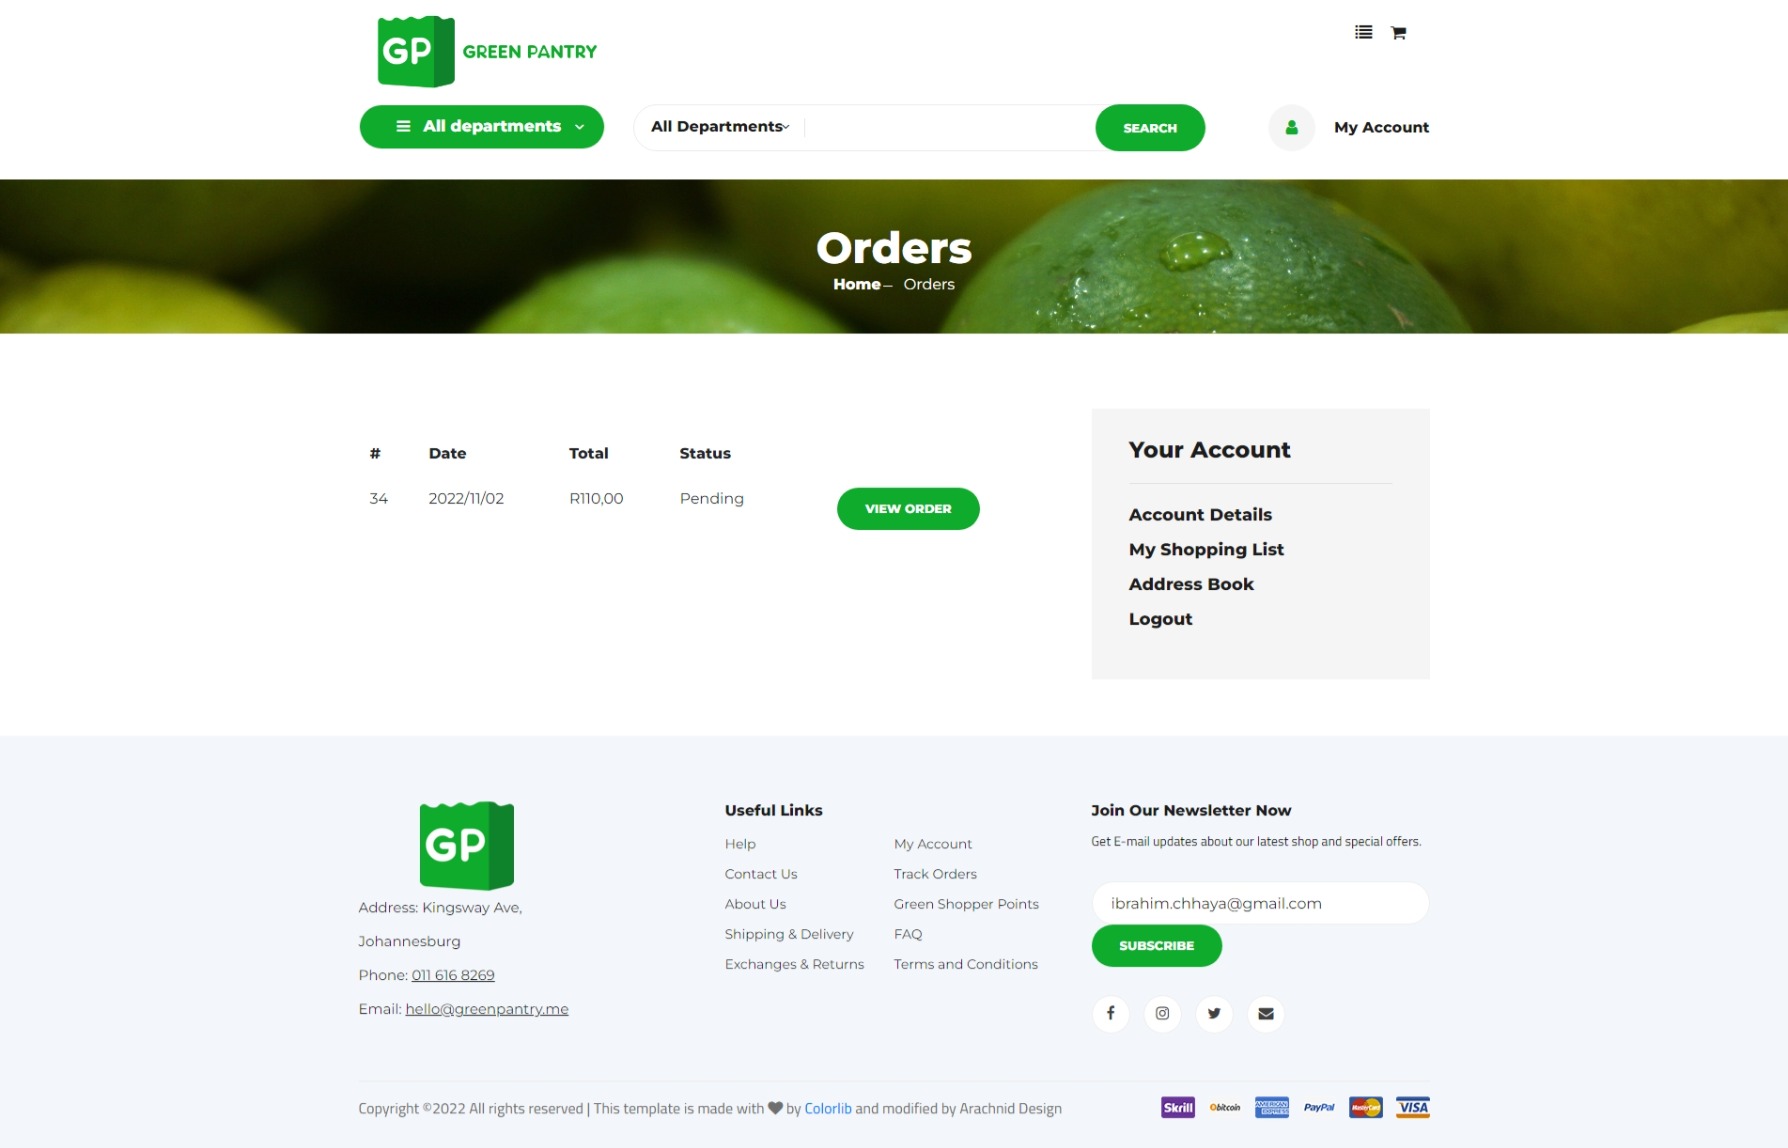 GP GREEN PANTRY
All departments
All Departments
SEARCH
My Account
Orders
Home – Orders
# Date Total Status
34 2022/11/02 R110,00 Pending
VIEW ORDER
Your Account
Account Details
My Shopping List
Address Book
Logout
GP
Address: Kingsway Ave,
Johannesburg
Phone: 011 616 8269
Email: hello@greenpantry.me
Useful Links
Help
Contact Us
About Us
Shipping & Delivery
Exchanges & Returns
My Account
Track Orders
Green Shopper Points
FAQ
Terms and Conditions
Join Our Newsletter Now
Get E-mail updates about our latest shop and special offers.
ibrahim.chhaya@gmail.com
SUBSCRIBE
Copyright ©2022 All rights reserved | This template is made with ♥ by Colorlib and modified by Arachnid Design
Skrill bitcoin AMERICAN EXPRESS PayPal MasterCard VISA